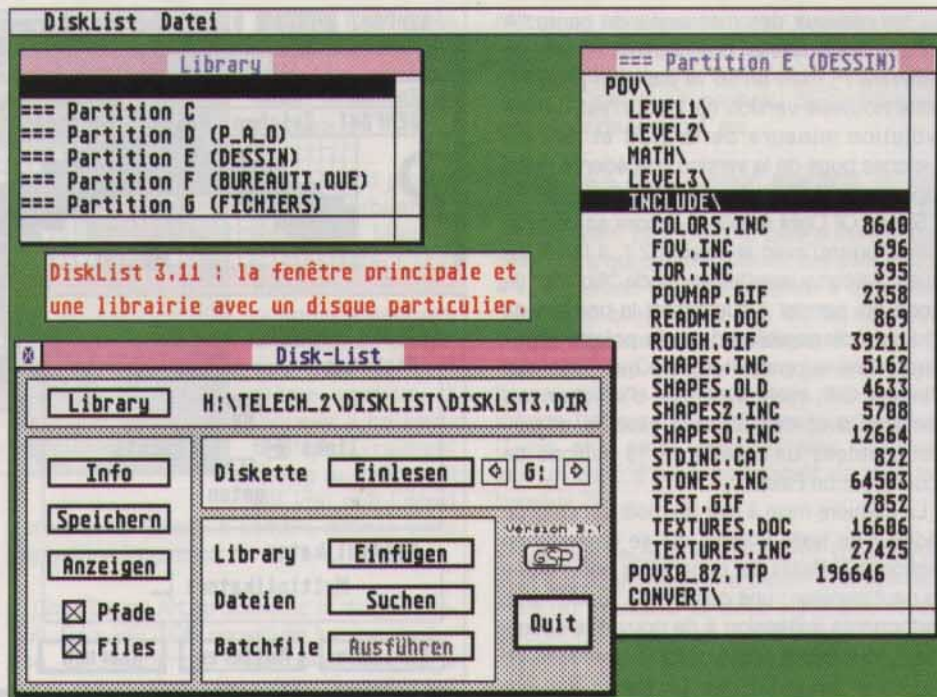 DiskList Datei
Library
=== Partition C
=== Partition D (P_A_O)
=== Partition E (DESSIN)
=== Partition F (BUREAUTI.QUE)
=== Partition G (FICHIERS)
DiskList 3.11 : la fenêtre principale et
une librairie avec un disque particulier.
=== Partition E (DESSIN)
POV\
LEVEL1\
LEVEL2\
MATH\
LEVEL3\
INCLUDE\
COLORS.INC 8640
FOV.INC 696
IOR.INC 395
POVMAP.GIF 2358
README.DOC 869
ROUGH.GIF 39211
SHAPES.INC 5162
SHAPES.OLD 4633
SHAPES2.INC 5708
SHAPESQ.INC 12664
STDINC.CAT 822
STONES.INC 64503
TEST.GIF 7852
TEXTURES.DOC 16606
TEXTURES.INC 27425
POV30_82.TTP 196646
CONVERT\
Disk-List
Library H:\TELECH_2\DISKLIST\DISKLST3.DIR
Info
Speichern
Anzeigen
Pfade
Files
Diskette Einlesen G:
Library Einfügen
Dateien Suchen
Batchfile Ausführen
Version 3.1
Quit